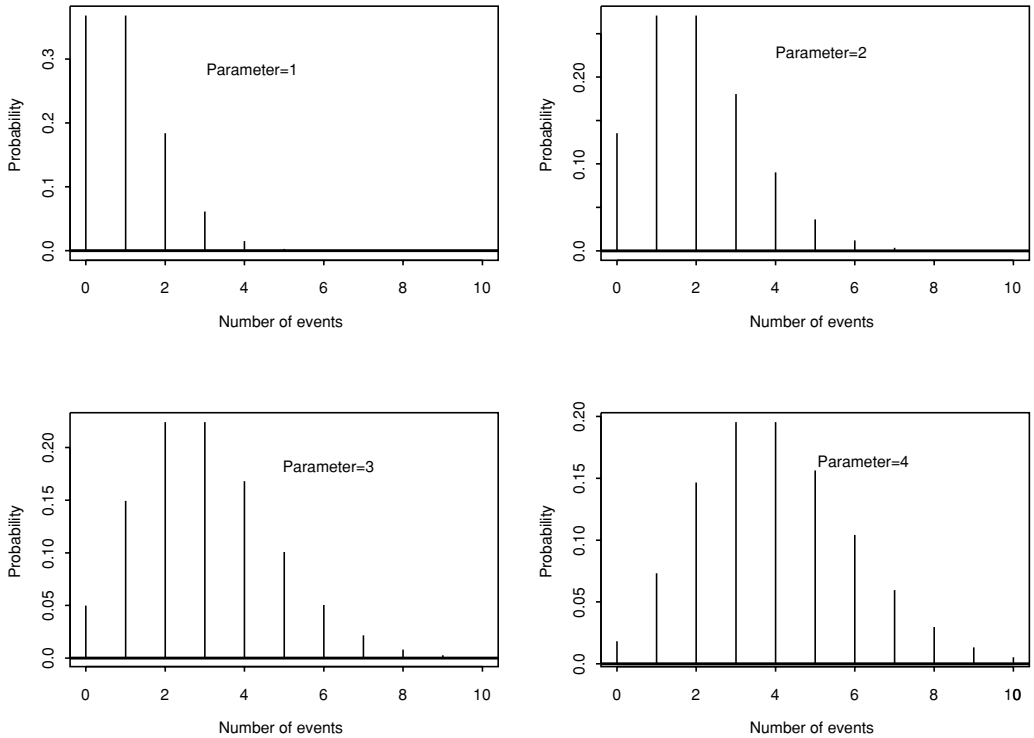 Parameter=1
Probability
0.0
0.1
0.2
0.3
0 2 4 6 8 10
Number of events
Parameter=2
Probability
0.0
0.10
0.20
0 2 4 6 8 10
Number of events
Parameter=3
Probability
0.0
0.05
0.10
0.15
0.20
0 2 4 6 8 10
Number of events
Parameter=4
Probability
0.0
0.05
0.10
0.15
0.20
0 2 4 6 8 10
Number of events